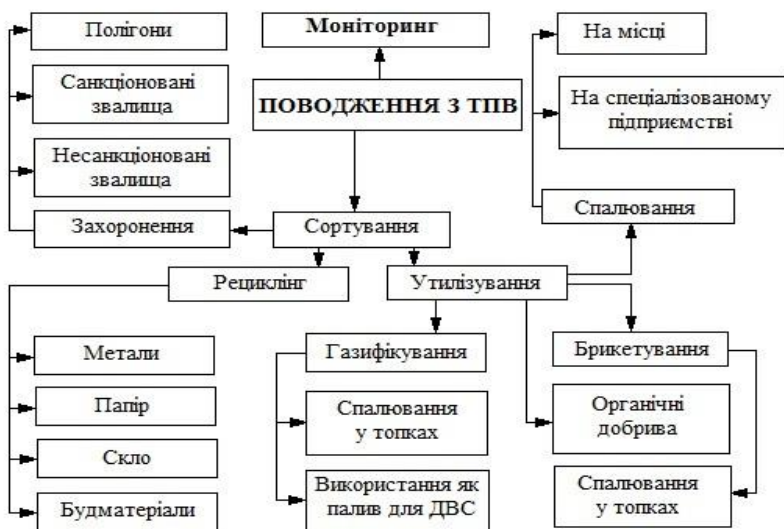 Полігони
Моніторинг
На місці
Санкціоновані
звалища
ПОВОДЖЕННЯ З ТПВ
На спеціалізованому
підприємстві
Несанкціоновані
звалища
Захоронення
Сортування
Спалювання
Рециклінг
Утилізування
Метали
Газифікування
Брикетування
Папір
Спалювання
у топках
Органічні
добрива
Скло
Будматеріали
Використання як
палив для ДВС
Спалювання
у топках